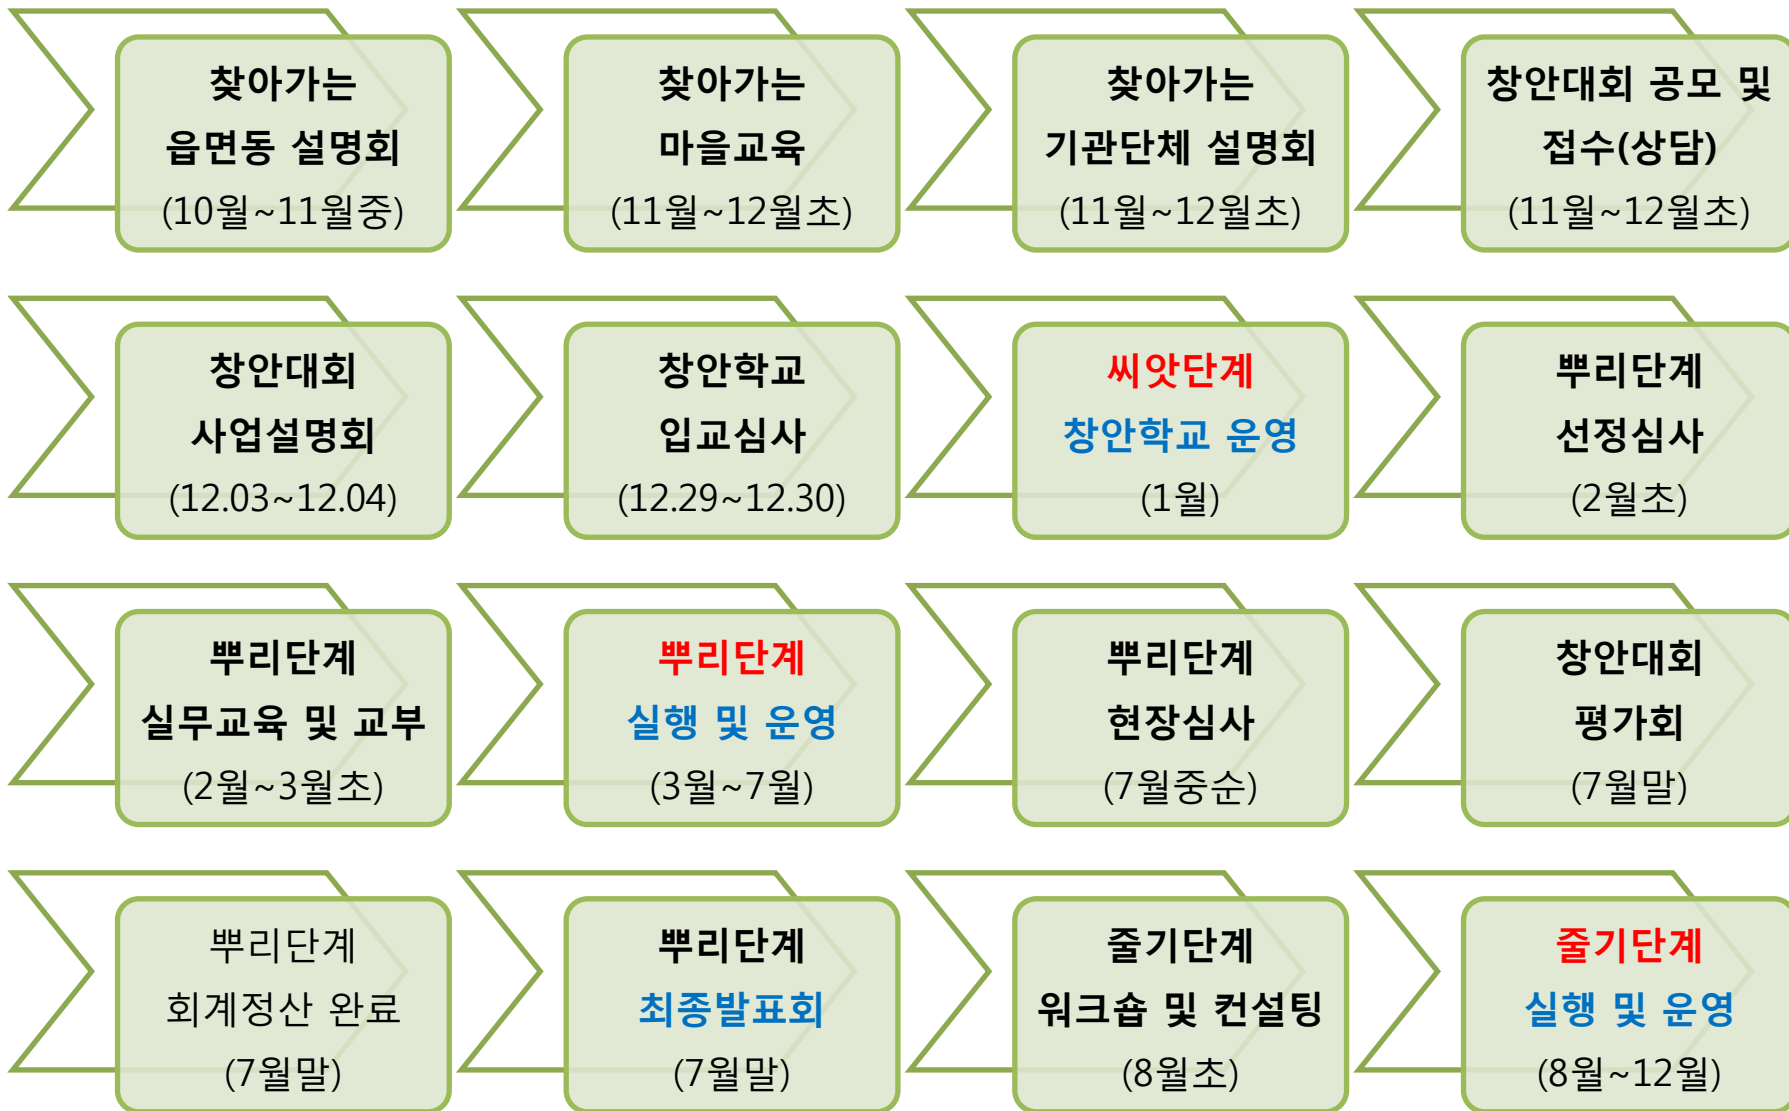 찾아가는
읍면동 설명회
(10월~11월중)
찾아가는
마을교육
(11월~12월초)
찾아가는
기관단체 설명회
(11월~12월초)
창안대회 공모 및
접수(상담)
(11월~12월초)
창안대회
사업설명회
(12.03~12.04)
창안학교
입교심사
(12.29~12.30)
씨앗단계
창안학교 운영
(1월)
뿌리단계
선정심사
(2월초)
뿌리단계
실무교육 및 교부
(2월~3월초)
뿌리단계
실행 및 운영
(3월~7월)
뿌리단계
현장심사
(7월중순)
창안대회
평가회
(7월말)
뿌리단계
회계정산 완료
(7월말)
뿌리단계
최종발표회
(7월말)
줄기단계
워크숍 및 컨설팅
(8월초)
줄기단계
실행 및 운영
(8월~12월)